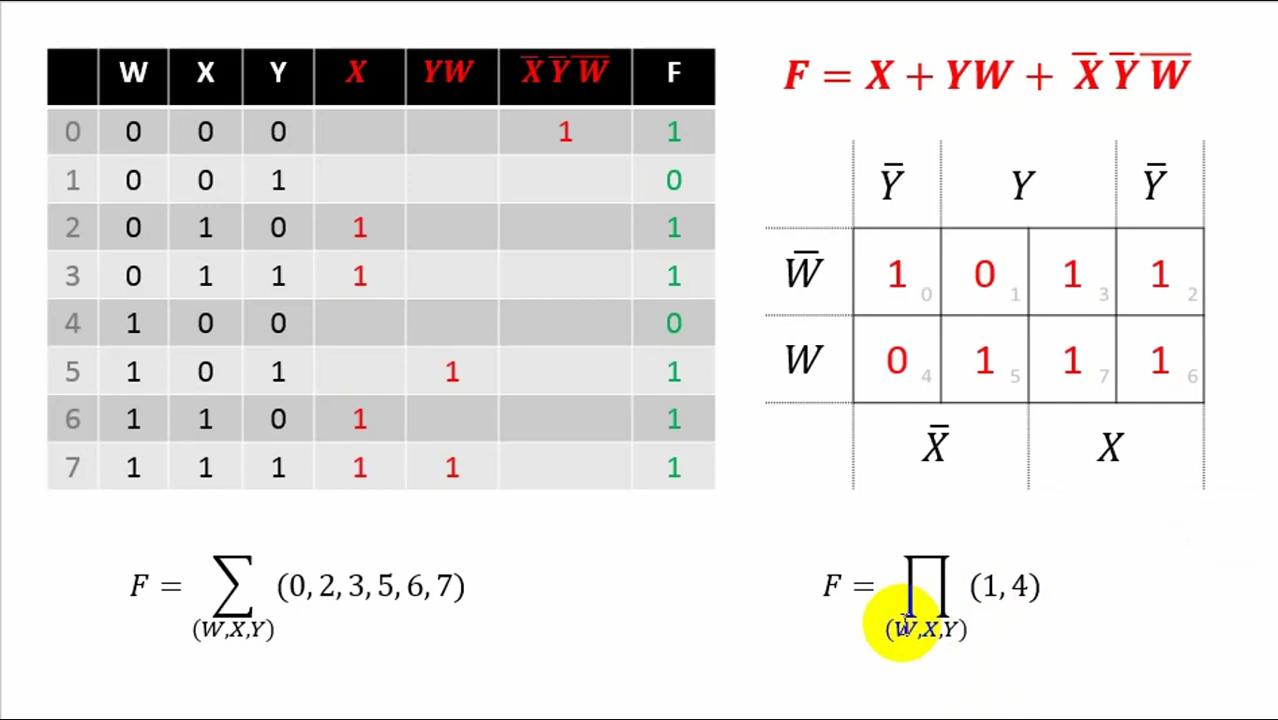 W X Y X YW X̅ Y̅ W̅ F
0 0 0 0 1 1
1 0 0 1 0
2 0 1 0 1 1
3 0 1 1 1 1
4 1 0 0 0
5 1 0 1 1 1
6 1 1 0 1 1
7 1 1 1 1 1 1
F = ∑ (0, 2, 3, 5, 6, 7)
(W,X,Y)
F = X + YW + X̅ Y̅ W̅
Y̅ Y Y̅
W̅ 1 0 0 1 1 3 1 2
W 0 4 1 5 1 7 1 6
X̅ X
F = ∏ (1, 4)
(W,X,Y)